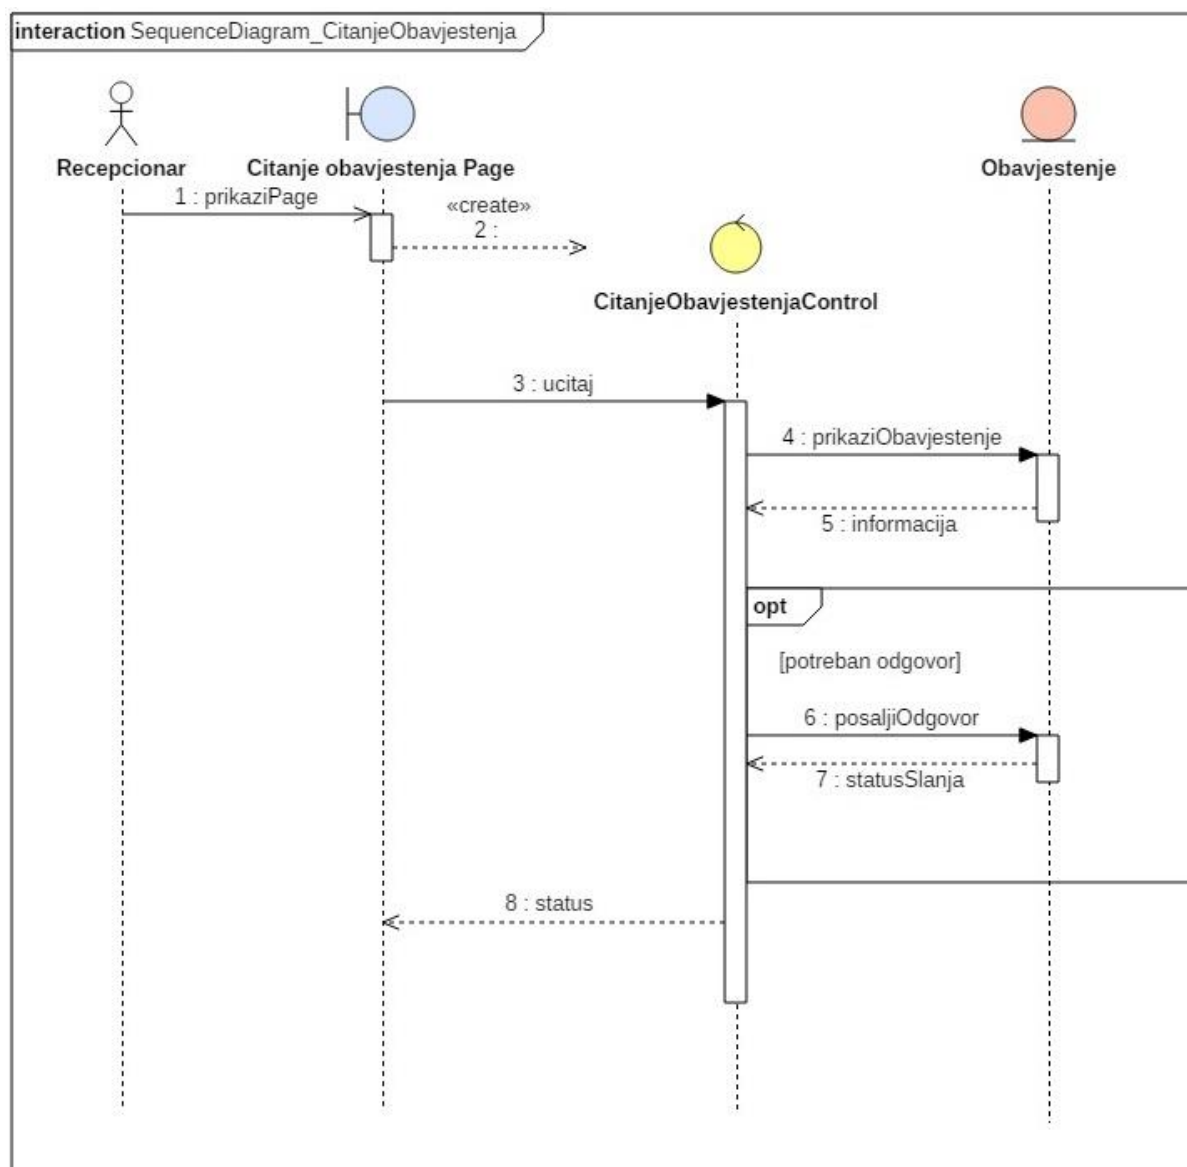 interaction SequenceDiagram_CitanjeObavjestenja
Recepcionar
Citanje obavjestenja Page
Obavjestenje
1 : prikaziPage
«create»
2 :
CitanjeObavjestenjaControl
3 : ucitaj
4 : prikaziObavjestenje
5 : informacija
opt
[potreban odgovor]
6 : posaljiOdgovor
7 : statusSlanja
8 : status